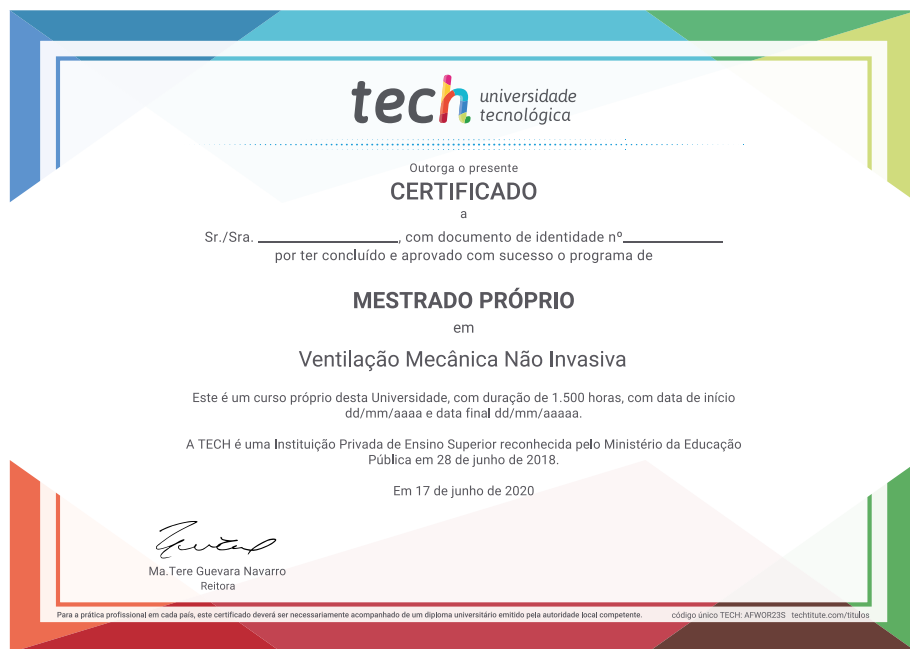 tech universidade
tecnológica
Outorga o presente
CERTIFICADO
a
Sr./Sra. ____________________, com documento de identidade nº______________
por ter concluído e aprovado com sucesso o programa de
MESTRADO PRÓPRIO
em
Ventilação Mecânica Não Invasiva
Este é um curso próprio desta Universidade, com duração de 1.500 horas, com data de início
dd/mm/aaaa e data final dd/mm/aaaaa.
A TECH é uma Instituição Privada de Ensino Superior reconhecida pelo Ministério da Educação
Pública em 28 de junho de 2018.
Em 17 de junho de 2020
Ma.Tere Guevara Navarro
Reitora
Para a prática profissional em cada país, este certificado deverá ser necessariamente acompanhado de um diploma universitário emitido pela autoridade local competente. código único TECH: AFWOR23S techtitute.com/titulos